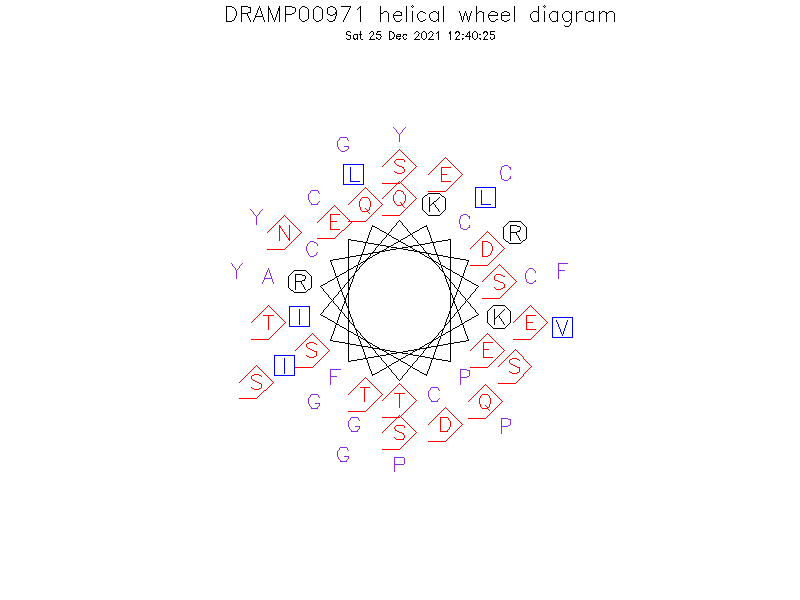 DRAMP00971 helical wheel diagram
Sat 25 Dec 2021 12:40:25
Y
G
S
L E C
C Q Q K L
Y E C
N R
C D
Y A R S C F
T I K E V
S E
I S
S F P
G T T C Q
G S D P
G P